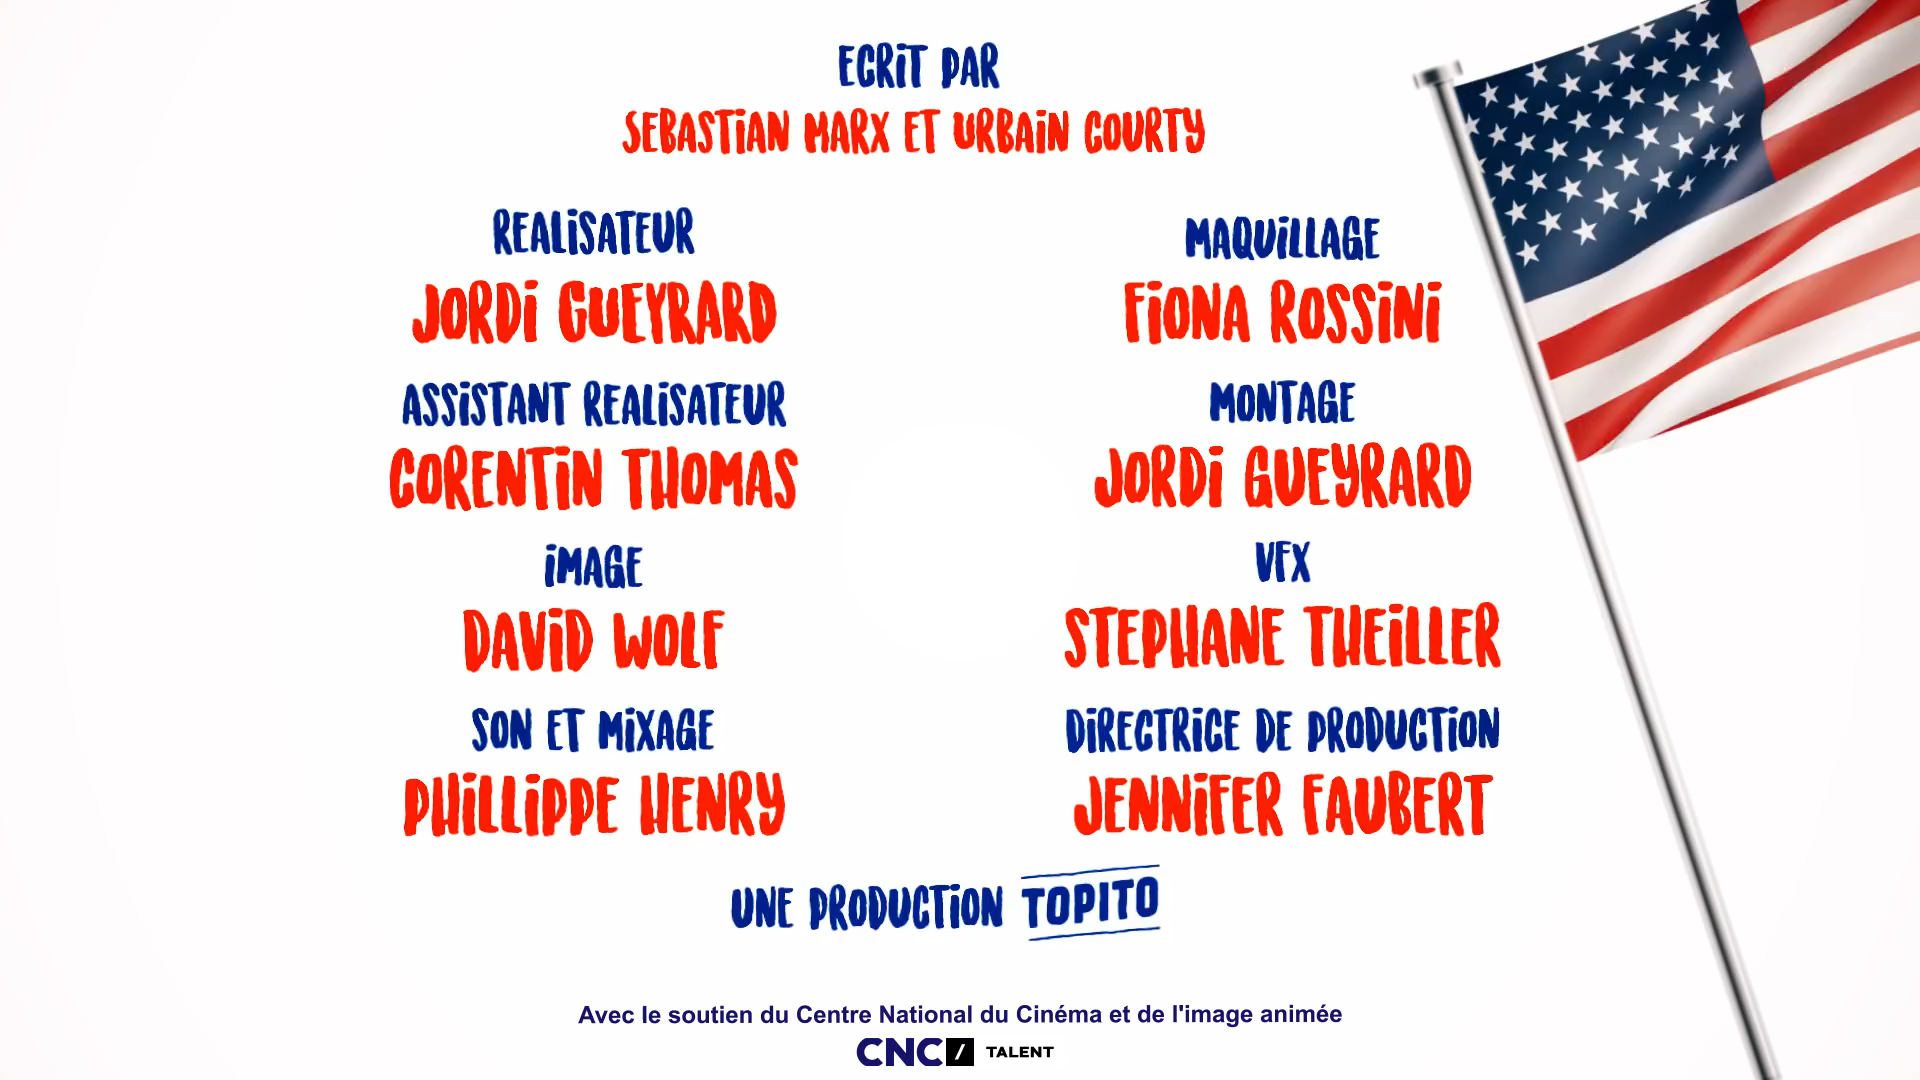 ECRiT PAR
SEBASTiAN MARX ET URBAiN COURTY
REALiSATEUR
JORDi GUEYRARD
ASSiSTANT REALiSATEUR
CORENTiN THOMAS
iMAGE
DAViD WOLF
SON ET MiXAGE
PHiLLiPPE HENRY
MAQUiLLAGE
FiONA ROSSiNi
MONTAGE
JORDi GUEYRARD
VFX
STEPHANE THEiLLER
DiRECTRiCE DE PRODUCTiON
JENNiFER FAUBERT
UNE PRODUCTiON TOPITO
Avec le soutien du Centre National du Cinéma et de l'image animée
CNC / TALENT